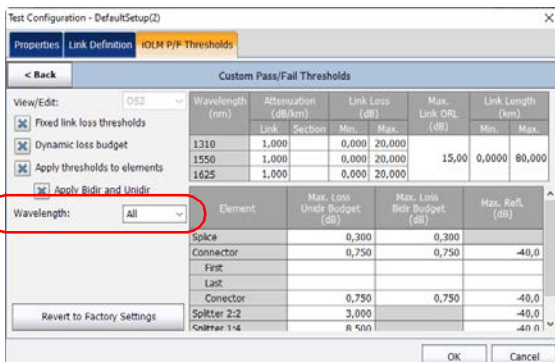 Test Configuration - DefaultSetup(2)
Properties Link Definition iOLM P/F Thresholds
< Back Custom Pass/Fail Thresholds
View/Edit: OS2
Fixed link loss thresholds
Dynamic loss budget
Apply thresholds to elements
Apply Bidir and Unidir
Wavelength: All
Revert to Factory Settings
Wavelength (nm) Attenuation (dB/km) Link Loss (dB) Max. Link ORL (dB) Link Length (km)
Link Section Min. Max. Min. Max.
1310 1,000 0,000 20,000
1550 1,000 0,000 20,000 15,00 0,0000 80,000
1625 1,000 0,000 20,000
Element Max. Loss Unidir Budget (dB) Max. Loss Bidir Budget (dB) Max. Refl. (dB)
Splice 0,300 0,300
Connector 0,750 0,750 -40,0
First
Last
Conector 0,750 0,750 -40,0
Splitter 2:2 3,000 -40,0
Splitter 1:4 8,500 -40,0
OK Cancel